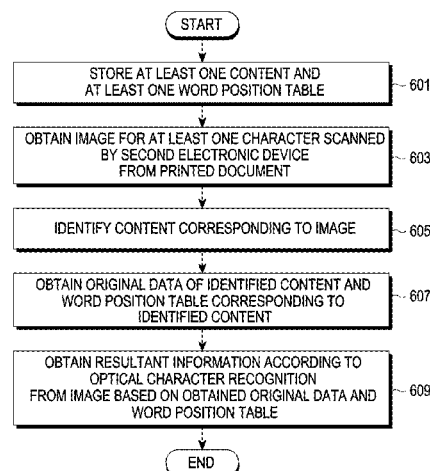 START
STORE AT LEAST ONE CONTENT AND
AT LEAST ONE WORD POSITION TABLE
601
OBTAIN IMAGE FOR AT LEAST ONE CHARACTER SCANNED
BY SECOND ELECTRONIC DEVICE
FROM PRINTED DOCUMENT
603
IDENTIFY CONTENT CORRESPONDING TO IMAGE
605
OBTAIN ORIGINAL DATA OF IDENTIFIED CONTENT AND
WORD POSITION TABLE CORRESPONDING TO
IDENTIFIED CONTENT
607
OBTAIN RESULTANT INFORMATION ACCORDING TO
OPTICAL CHARACTER RECOGNITION
FROM IMAGE BASED ON OBTAINED ORIGINAL DATA AND
WORD POSITION TABLE
609
END